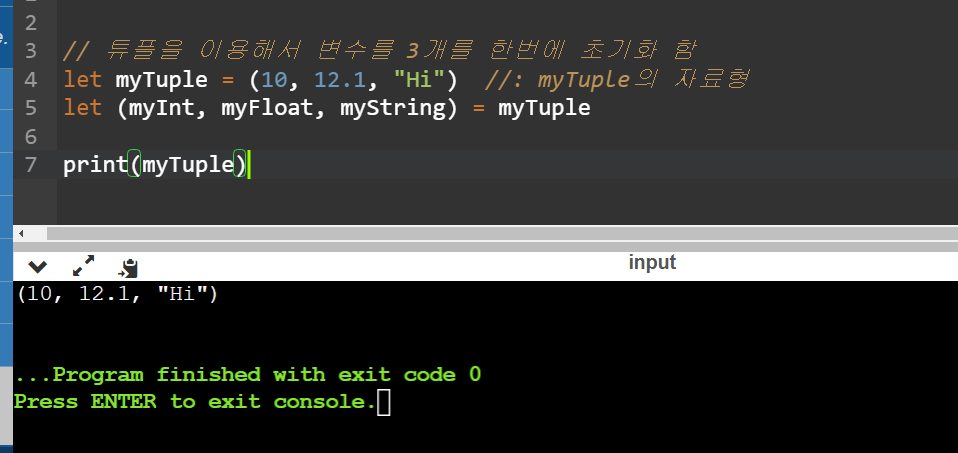 2
3 // 튜플을 이용해서 변수를 3개를 한번에 초기화 함
4 let myTuple = (10, 12.1, "Hi") //: myTuple의 자료형
5 let (myInt, myFloat, myString) = myTuple
6
7 print(myTuple)
input
(10, 12.1, "Hi")
...Program finished with exit code 0
Press ENTER to exit console.